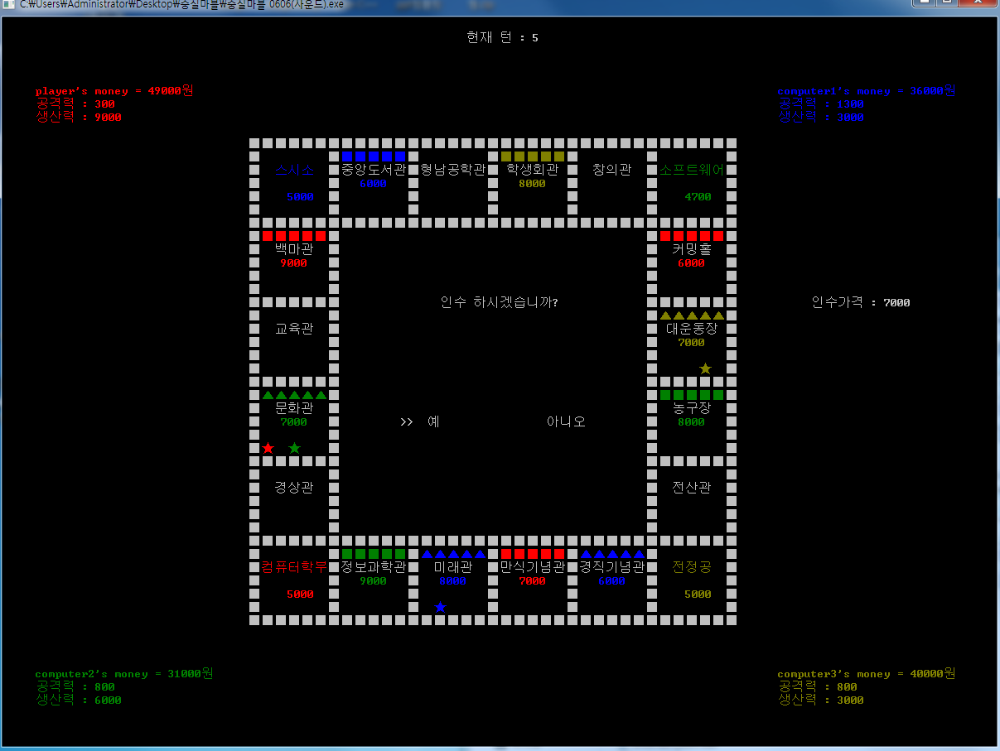 C:₩Users₩Administrator₩Desktop₩숭실마블₩숭실마블 0606(사운드).exe
현재 턴 : 5
player's money = 49000원
공격력 : 300
생산력 : 9000
computer1's money = 36000원
공격력 : 1300
생산력 : 3000
스시소 중앙도서관 형남공학관 학생회관 창의관 소프트웨어
6000 8000
5000 4700
백마관 커밍홀
9000 6000
인수 하시겠습니까? 인수가격 : 7000
교육관 대운동장
7000
★
문화관 농구장
7000 8000
>> 예 아니오
★ ★
경상관 전산관
컴퓨터학부 정보과학관 미래관 만식기념관 경직기념관 전정공
9000 8000 7000 6000
5000 5000
★
computer2's money = 31000원
공격력 : 800
생산력 : 6000
computer3's money = 40000원
공격력 : 800
생산력 : 3000